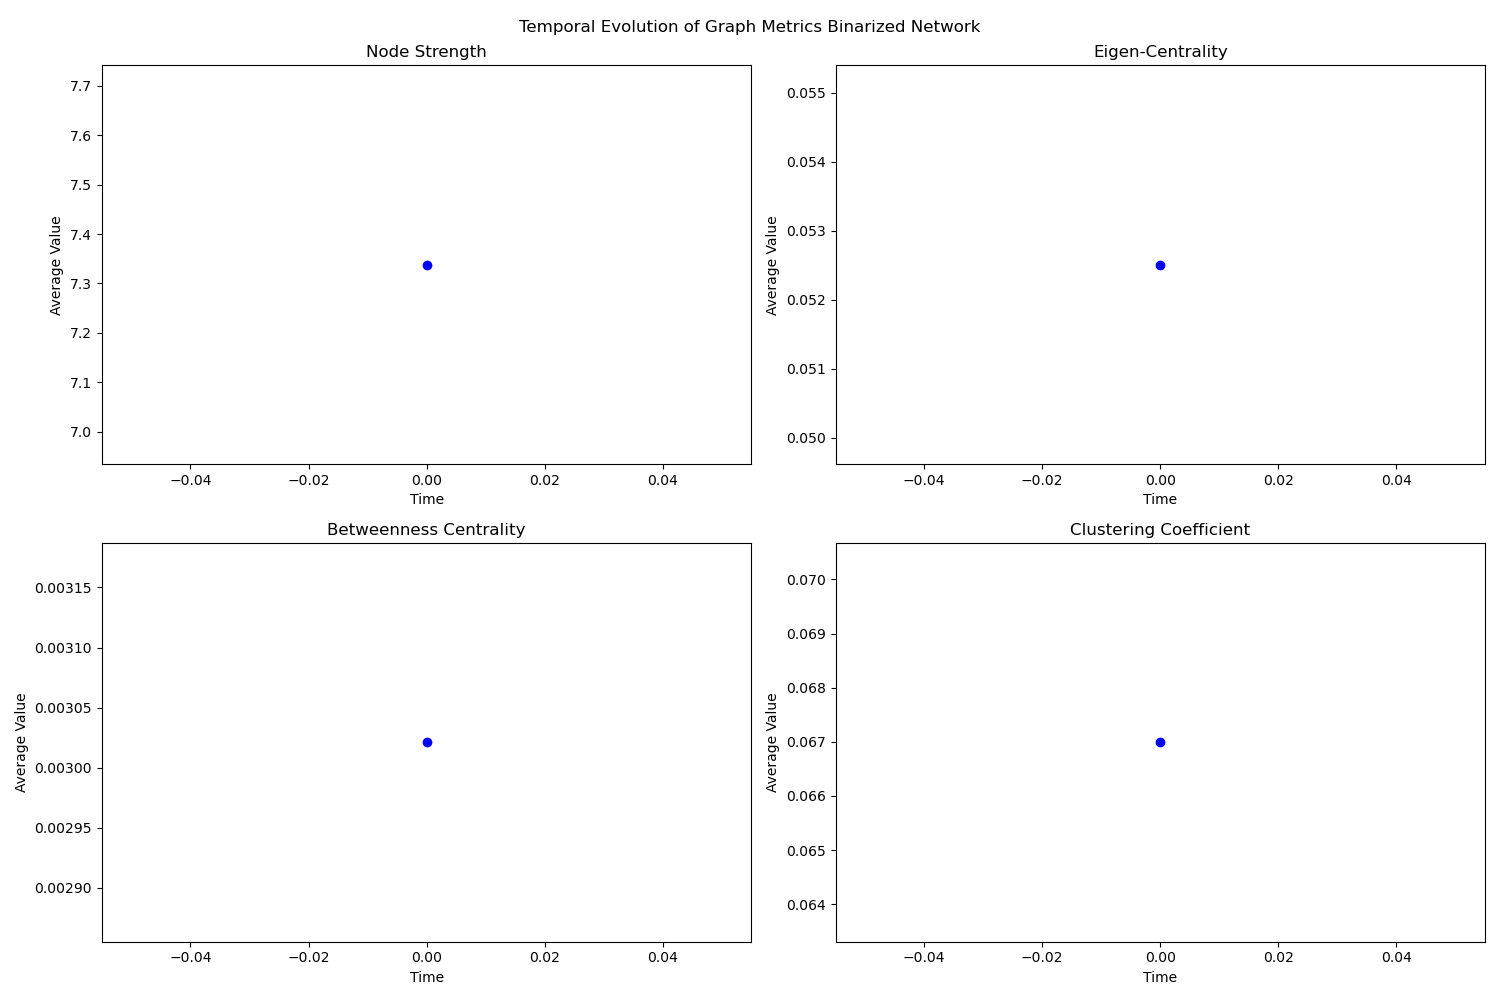 Temporal Evolution of Graph Metrics Binarized Network
Node Strength
7.7
7.6
7.5
7.4
7.3
7.2
7.1
7.0
Average Value
−0.04 −0.02 0.00 0.02 0.04
Time
Eigen-Centrality
0.055
0.054
0.053
0.052
0.051
0.050
Average Value
−0.04 −0.02 0.00 0.02 0.04
Time
Betweenness Centrality
0.00315
0.00310
0.00305
0.00300
0.00295
0.00290
Average Value
−0.04 −0.02 0.00 0.02 0.04
Time
Clustering Coefficient
0.070
0.069
0.068
0.067
0.066
0.065
0.064
Average Value
−0.04 −0.02 0.00 0.02 0.04
Time